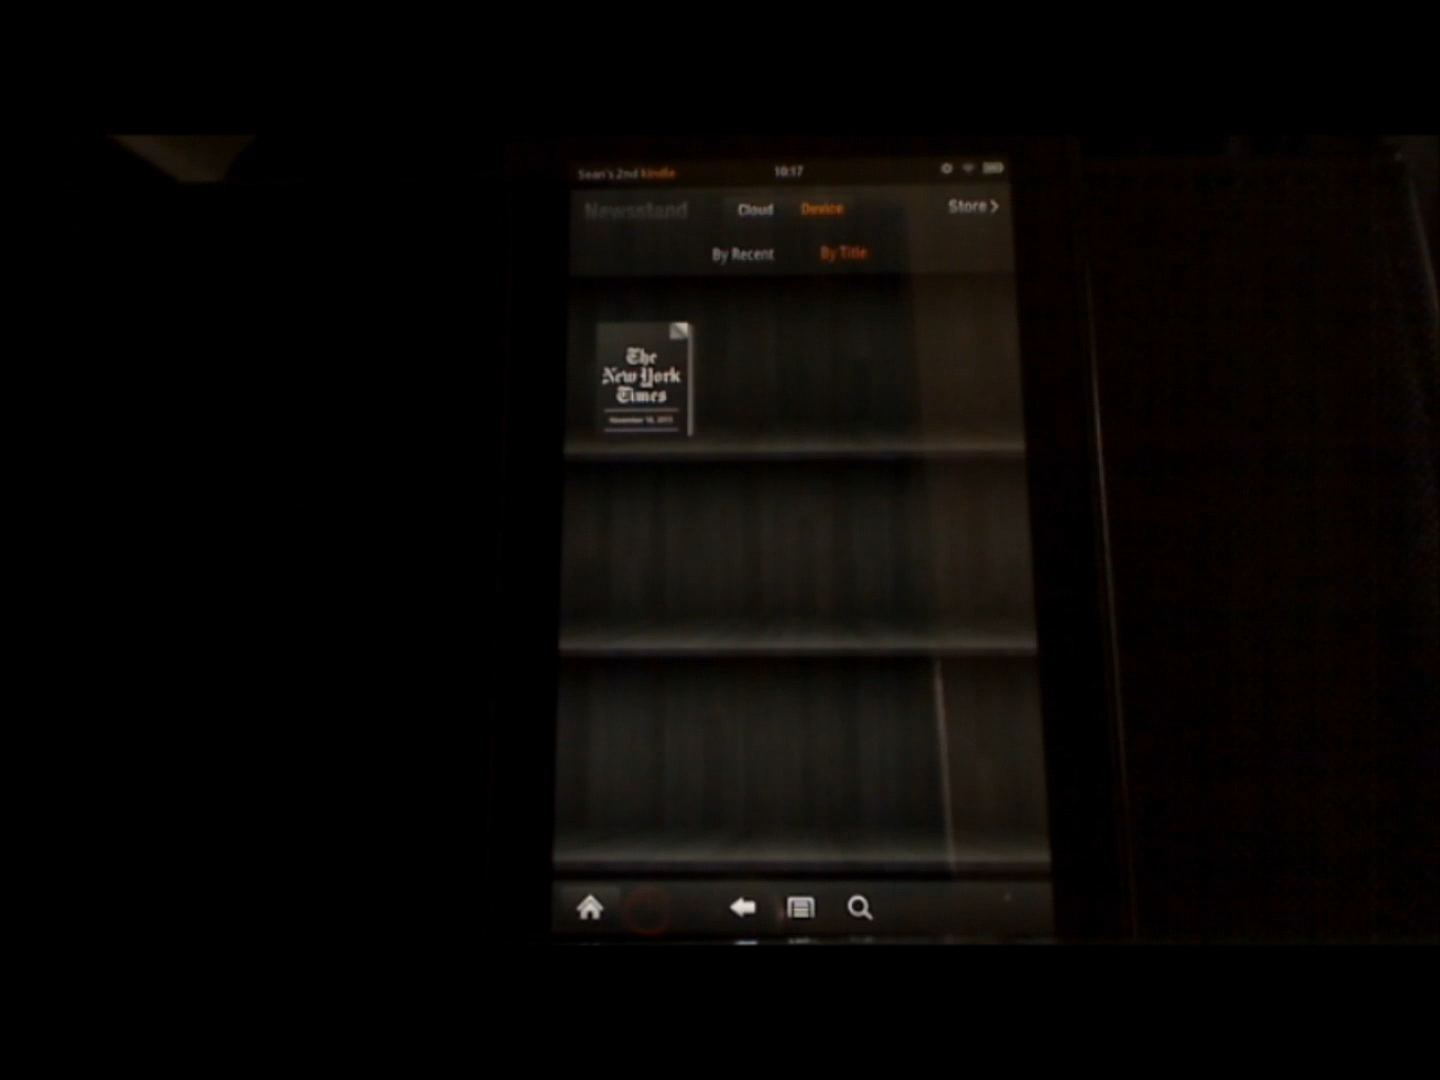 Sean's 2nd kindle 10:17
Newsstand Cloud Device Store >
By Recent By Title
The
New York
Times